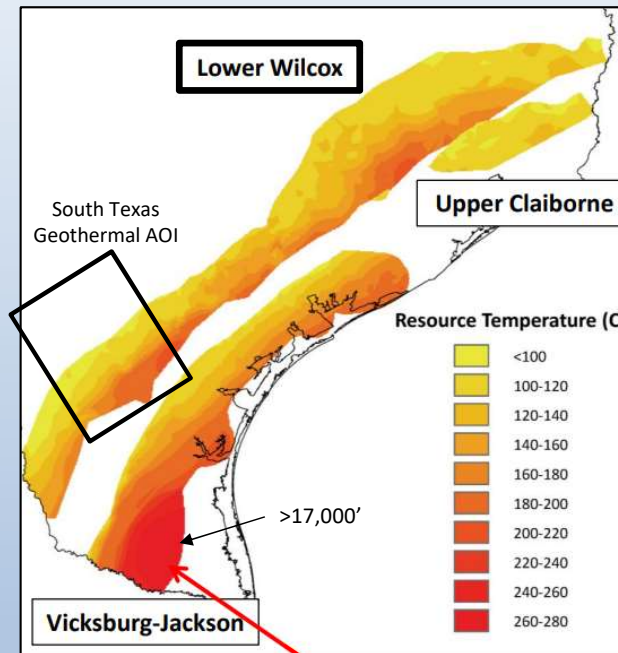 Lower Wilcox
South Texas
Geothermal AOI
Upper Claiborne
Resource Temperature (C
<100
100-120
120-140
140-160
160-180
180-200
200-220
220-240
240-260
260-280
>17,000’
Vicksburg-Jackson